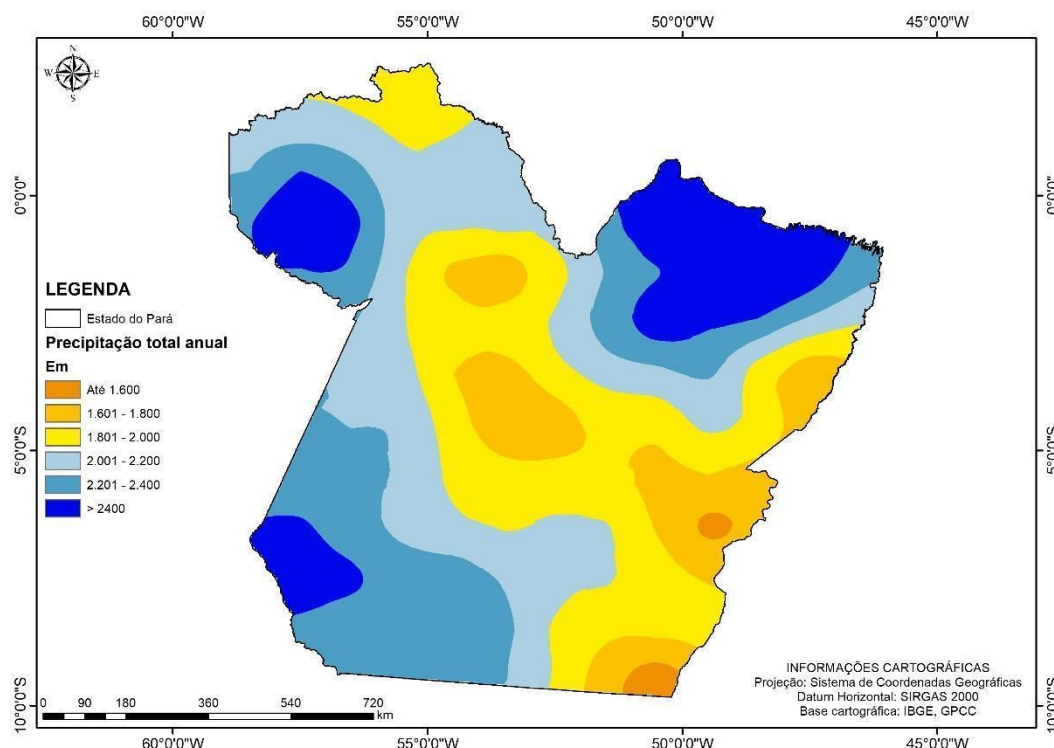 60°0'0"W 55°0'0"W 50°0'0"W 45°0'0"W
N
W E
S
0°0'0" 0°0'0"
LEGENDA
Estado do Pará
Precipitação total anual
Em
Até 1.600
1.601 - 1.800
1.801 - 2.000
2.001 - 2.200
2.201 - 2.400
> 2400
5°0'0"S 5°0'0"S
INFORMAÇÕES CARTOGRÁFICAS
Projeção: Sistema de Coordenadas Geográficas
Datum Horizontal: SIRGAS 2000
Base cartográfica: IBGE, GPCC
0 90 180 360 540 720
km
10°0'0"S 10°0'0"S
60°0'0"W 55°0'0"W 50°0'0"W 45°0'0"W